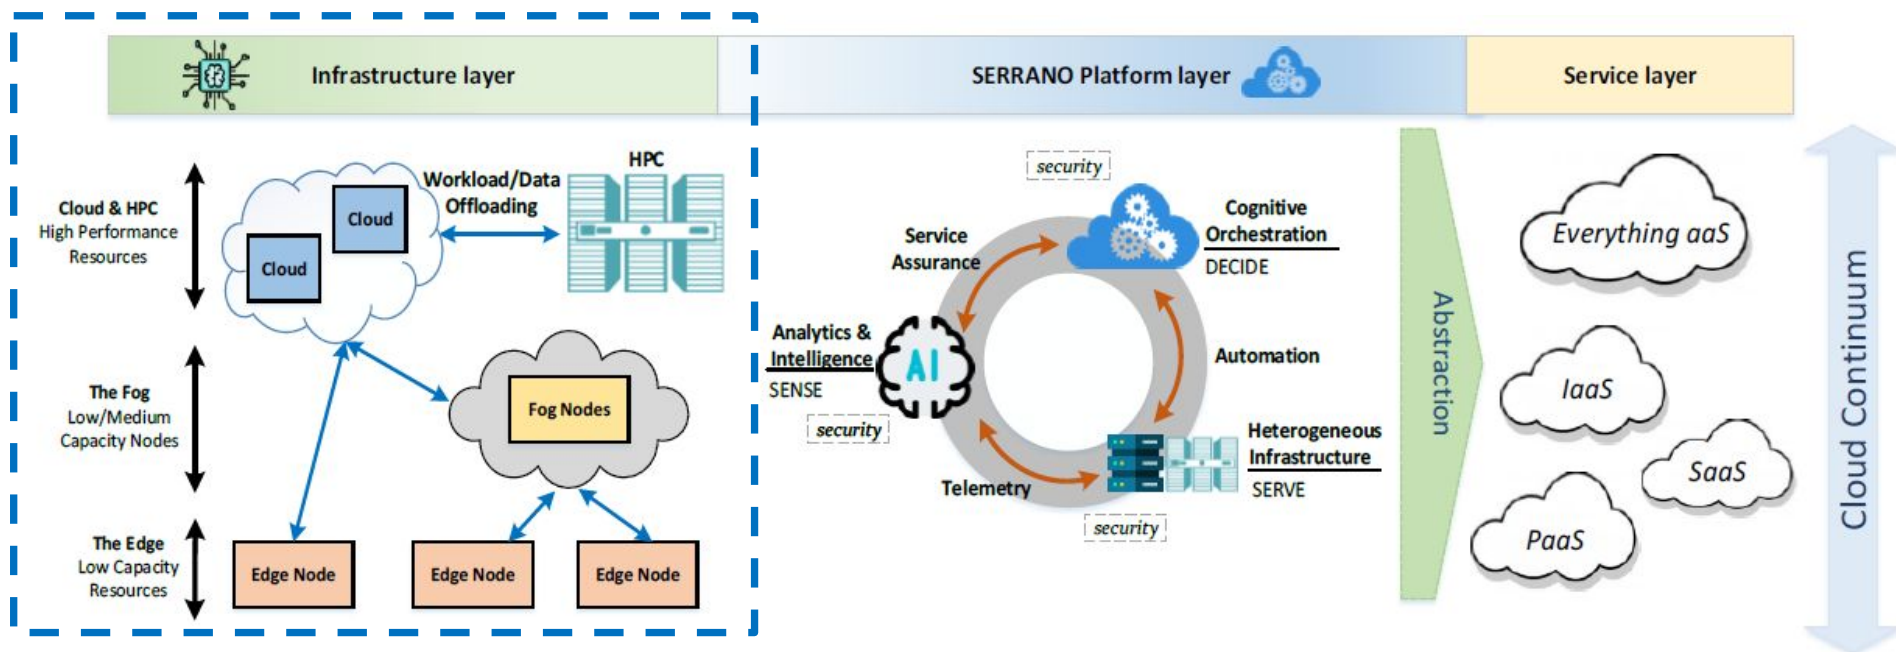 Infrastructure layer
SERRANO Platform layer
Service layer
Cloud & HPC
High Performance
Resources
Cloud
Cloud
Workload/Data
Offloading
HPC
The Fog
Low/Medium
Capacity Nodes
Fog Nodes
The Edge
Low Capacity
Resources
Edge Node
Edge Node
Edge Node
security
Cognitive
Orchestration
DECIDE
Service
Assurance
Analytics &
Intelligence
SENSE
AI
security
Automation
Heterogeneous
Infrastructure
SERVE
Telemetry
security
Abstraction
Everything aaS
IaaS
SaaS
PaaS
Cloud Continuum